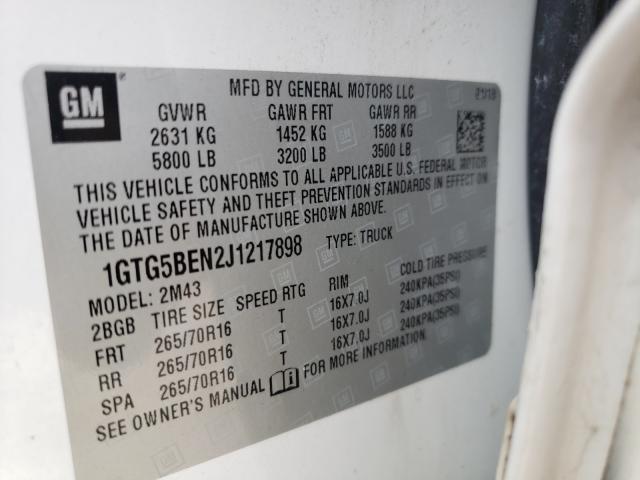 GM
MFD BY GENERAL MOTORS LLC
GVWR GAWR FRT GAWR RR
2631 KG 1452 KG 1588 KG
5800 LB 3200 LB 3500 LB
THIS VEHICLE CONFORMS TO ALL APPLICABLE U.S. FEDERAL MOTOR
VEHICLE SAFETY AND THEFT PREVENTION STANDARDS IN EFFECT ON
THE DATE OF MANUFACTURE SHOWN ABOVE.
1GTG5BEN2J1217898 TYPE: TRUCK
MODEL: 2M43
2BGB TIRE SIZE SPEED RTG RIM COLD TIRE PRESSURE
FRT 265/70R16 T 16X7.0J 240KPA(35PSI)
RR 265/70R16 T 16X7.0J 240KPA(35PSI)
SPA 265/70R16 T 16X7.0J 240KPA(35PSI)
SEE OWNER'S MANUAL FOR MORE INFORMATION.